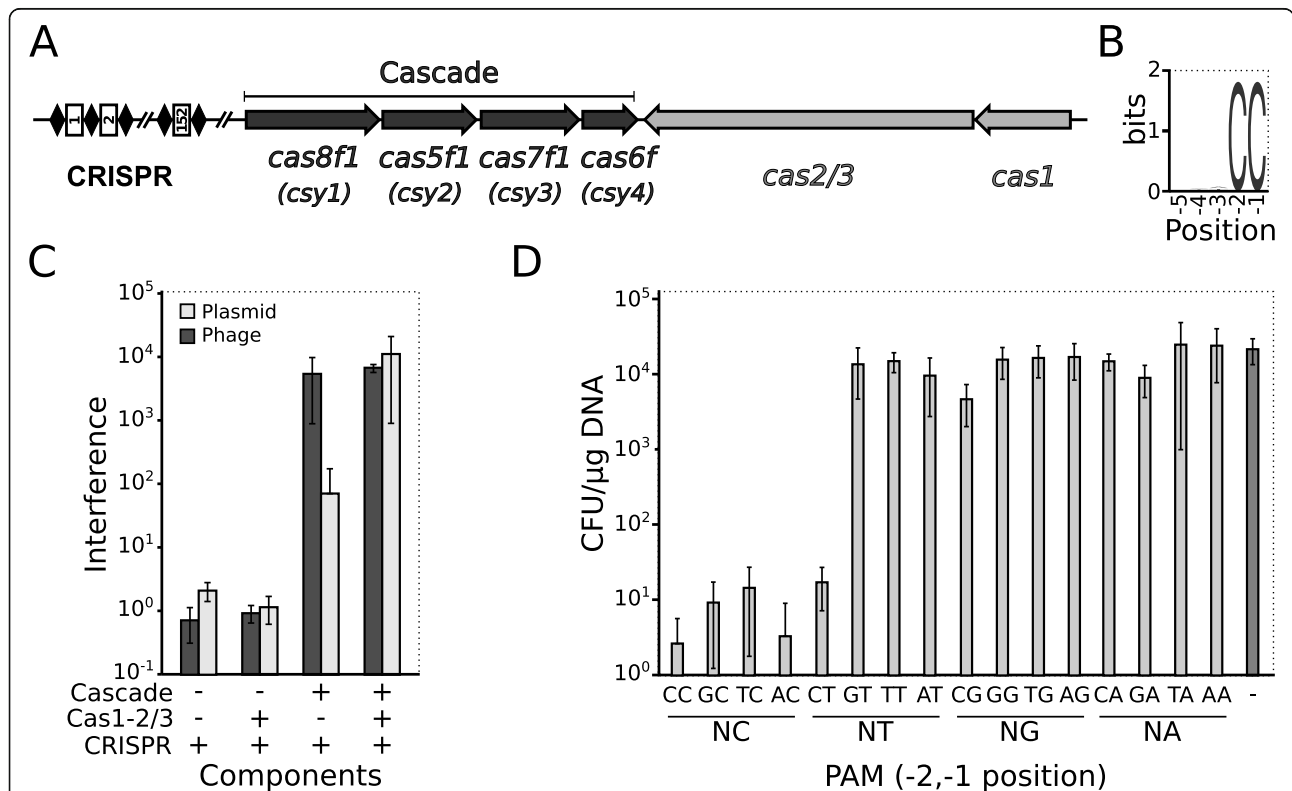 A
Cascade
1 2 152
CRISPR
cas8f1 cas5f1 cas7f1 cas6f
(csy1) (csy2) (csy3) (csy4)
cas2/3 cas1
B
bits
2
1
0
CC
-5 -4 -3 -2 -1
Position
C
Interference
10^5
10^4
10^3
10^2
10^1
10^0
10^-1
Plasmid
Phage
Cascade - - + +
Cas1-2/3 - + - +
CRISPR + + + +
Components
D
CFU/µg DNA
10^5
10^4
10^3
10^2
10^1
10^0
CC GC TC AC CT GT TT AT CG GG TG AG CA GA TA AA -
NC NT NG NA
PAM (-2,-1 position)